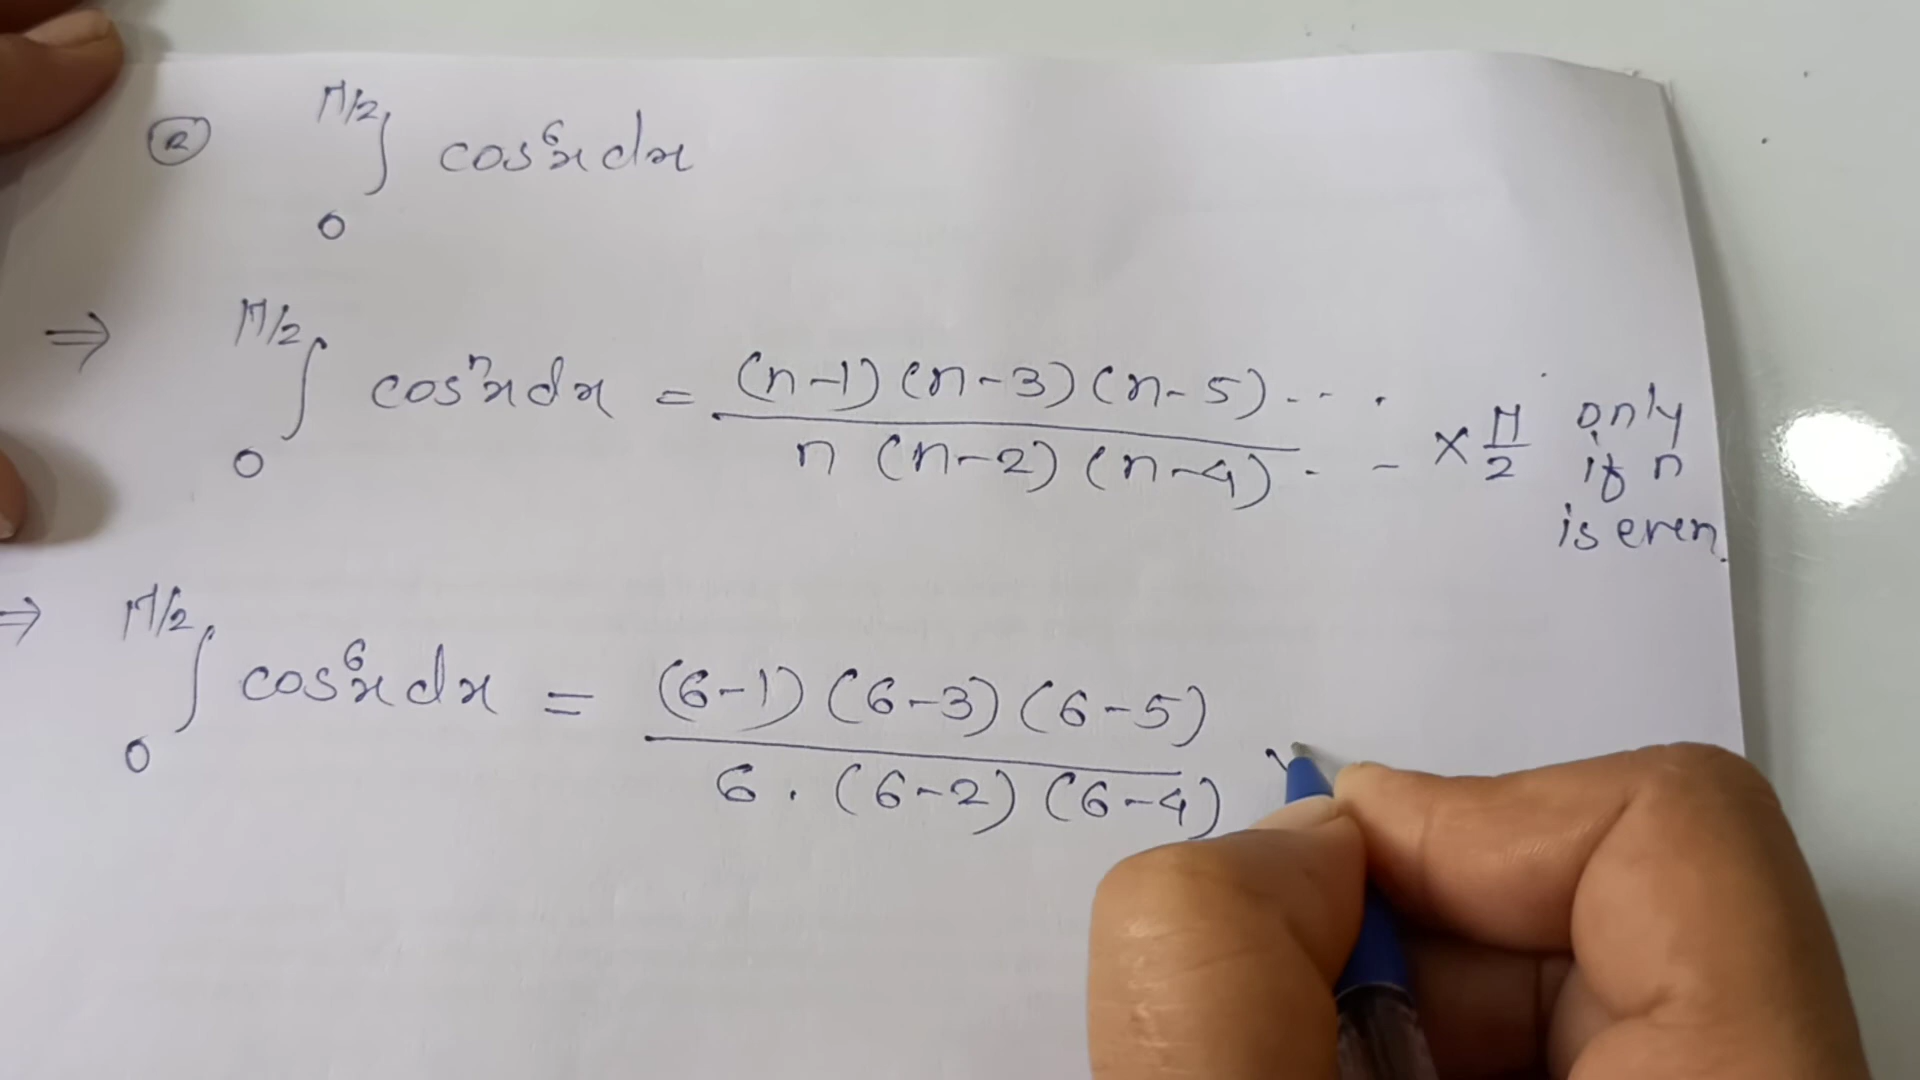 ② π/2∫0 cos⁶x dx
⇒ π/2∫0 cosⁿx dx = (n-1)(n-3)(n-5)... / n(n-2)(n-4)... × π/2 only if n is even.
⇒ π/2∫0 cos⁶x dx = (6-1)(6-3)(6-5) / 6.(6-2)(6-4)